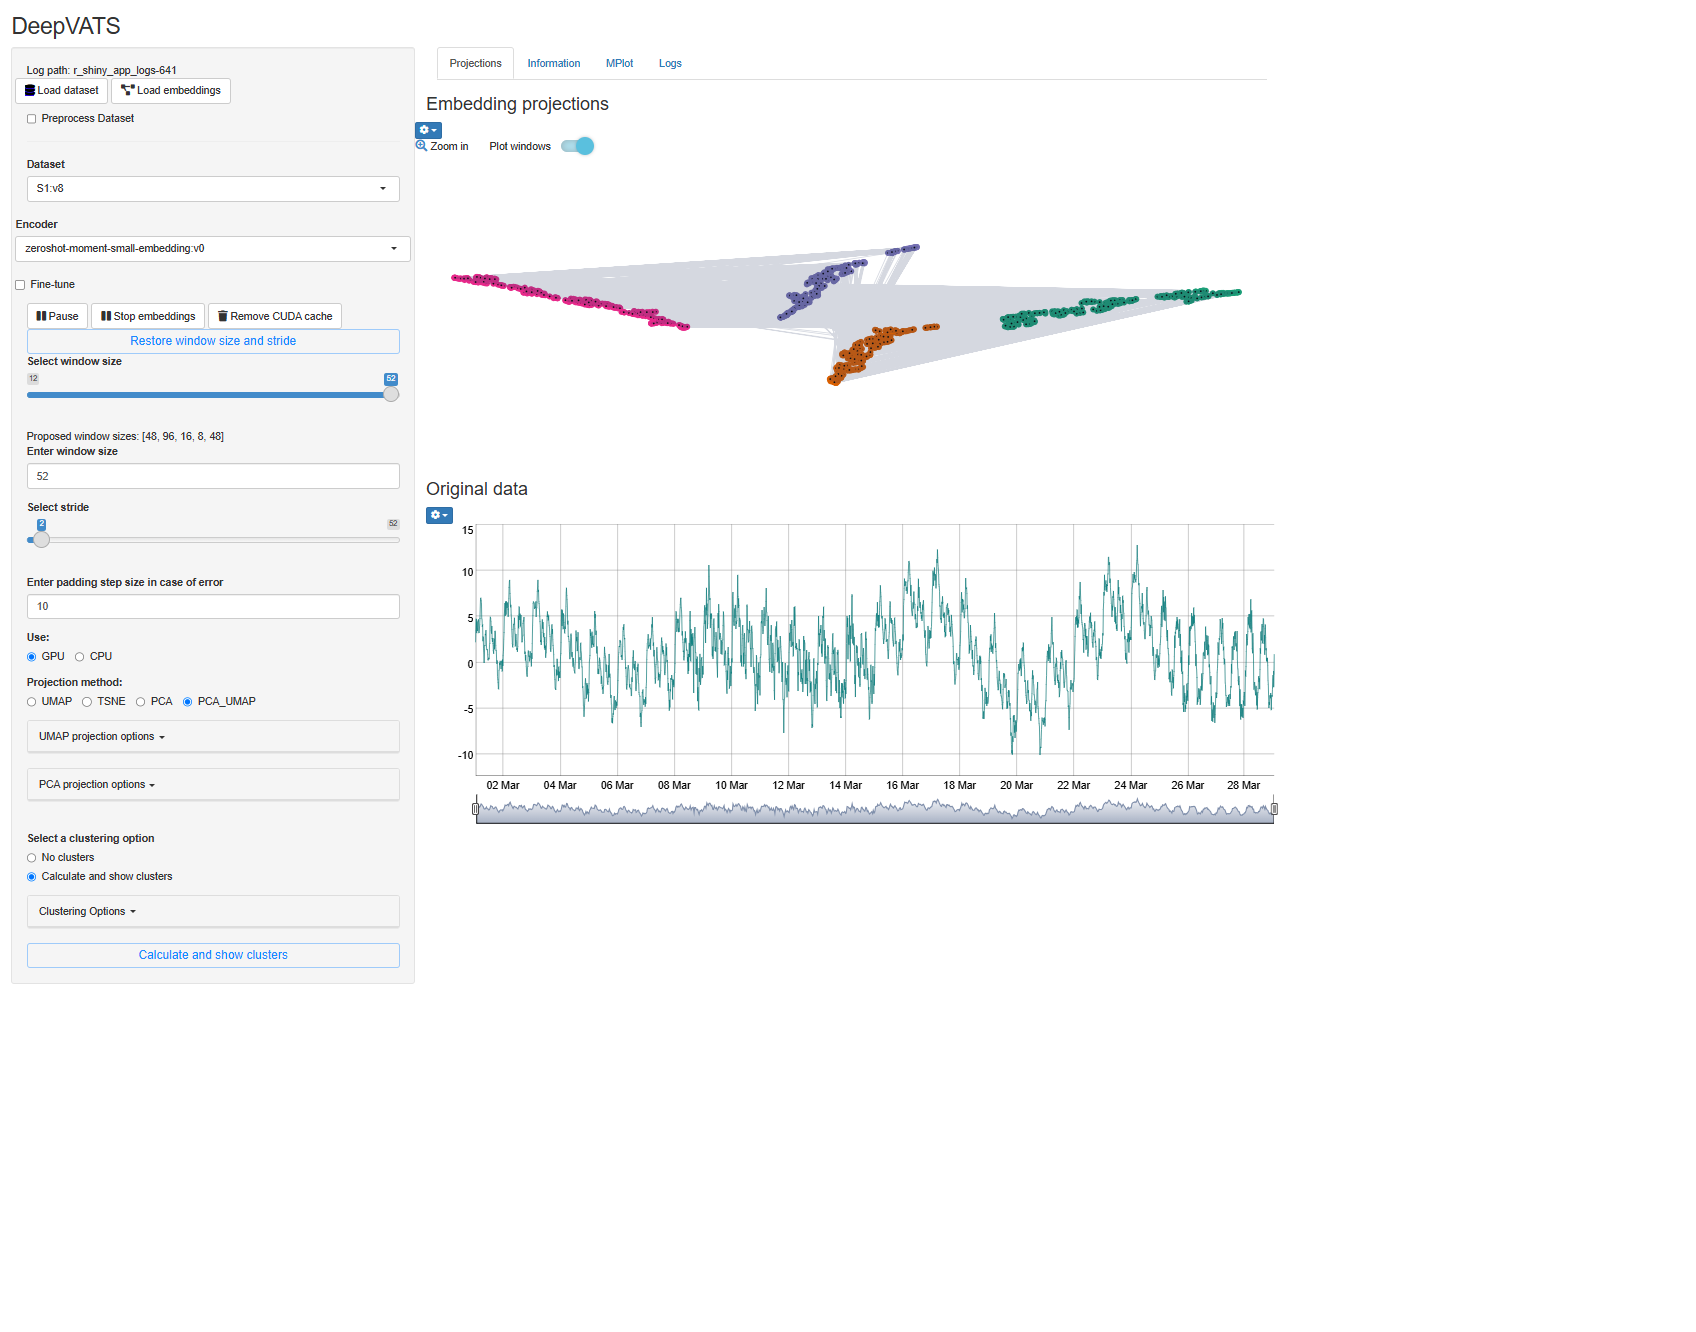 DeepVATS
Log path: r_shiny_app_logs-641
Load dataset
Load embeddings
Preprocess Dataset
Dataset
S1:v8
Encoder
zeroshot-moment-small-embedding:v0
Fine-tune
Pause
Stop embeddings
Remove CUDA cache
Restore window size and stride
Select window size
12
52
Proposed window sizes: [48, 96, 16, 8, 48]
Enter window size
52
Select stride
2
52
Enter padding step size in case of error
10
Use:
GPU CPU
Projection method:
UMAP TSNE PCA PCA_UMAP
UMAP projection options
PCA projection options
Select a clustering option
No clusters
Calculate and show clusters
Clustering Options
Calculate and show clusters
Projections Information MPlot Logs
Embedding projections
Zoom in Plot windows
Original data
15
10
5
0
-5
-10
02 Mar 04 Mar 06 Mar 08 Mar 10 Mar 12 Mar 14 Mar 16 Mar 18 Mar 20 Mar 22 Mar 24 Mar 26 Mar 28 Mar